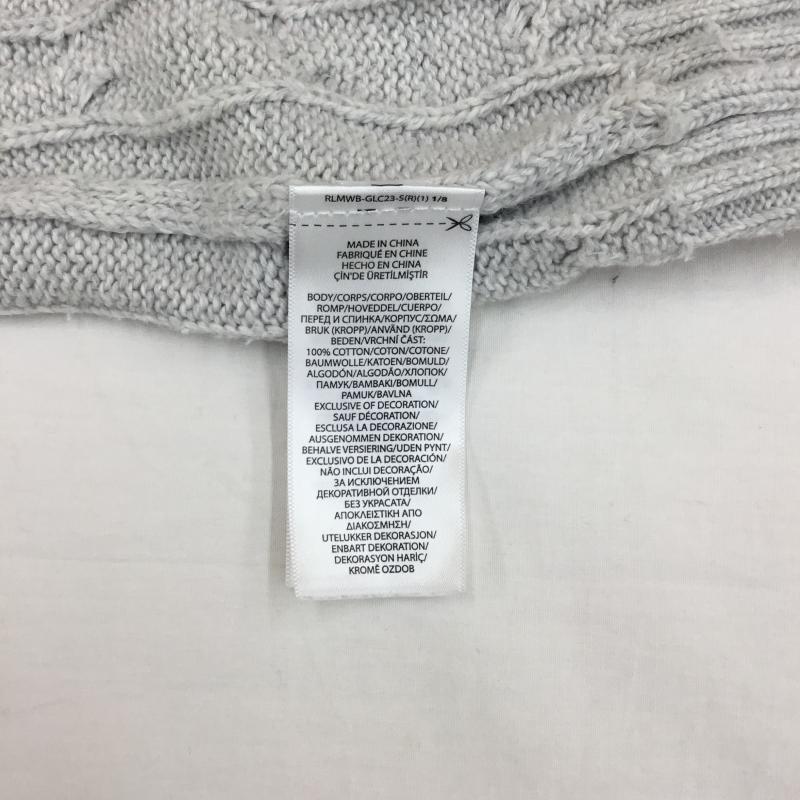 RLMWB-GLC23-S(R)(1) 1/8
MADE IN CHINA
FABRIQUÉ EN CHINE
HECHO EN CHINA
ÇİN'DE ÜRETİLMİŞTİR
BODY/CORPS/CORPO/OBERTEIL/
ROMP/HOVEDDEL/CUERPO/
ПЕРЕД И СПИНКА/КОРПУС/ΣΩΜΑ/
BRUK (KROPP)/ANVÄND (KROPP)/
BEDEN/VRCHNÍ ČÁST:
100% COTTON/COTON/COTONE/
BAUMWOLLE/KATOEN/BOMULD/
ALGODÓN/ALGODÃO/ХЛОПОК/
ПАМУК/ΒΑΜΒΑΚΙ/BOMULL/
PAMUK/BAVLNA
EXCLUSIVE OF DECORATION/
SAUF DÉCORATION/
ESCLUSA LA DECORAZIONE/
AUSGENOMMEN DEKORATION/
BEHALVE VERSIERING/UDEN PYNT/
EXCLUSIVO DE LA DECORACIÓN/
NÃO INCLUI DECORAÇÃO/
ЗА ИСКЛЮЧЕНИЕМ
ДЕКОРАТИВНОЙ ОТДЕЛКИ/
БЕЗ УКРАСАТА/
ΑΠΟΚΛΕΙΣΤΙΚΗ ΑΠΟ
ΔΙΑΚΟΣΜΗΣΗ/
UTELUKKER DEKORASJON/
ENBART DEKORATION/
DEKORASYON HARİÇ/
KROMĚ OZDOB